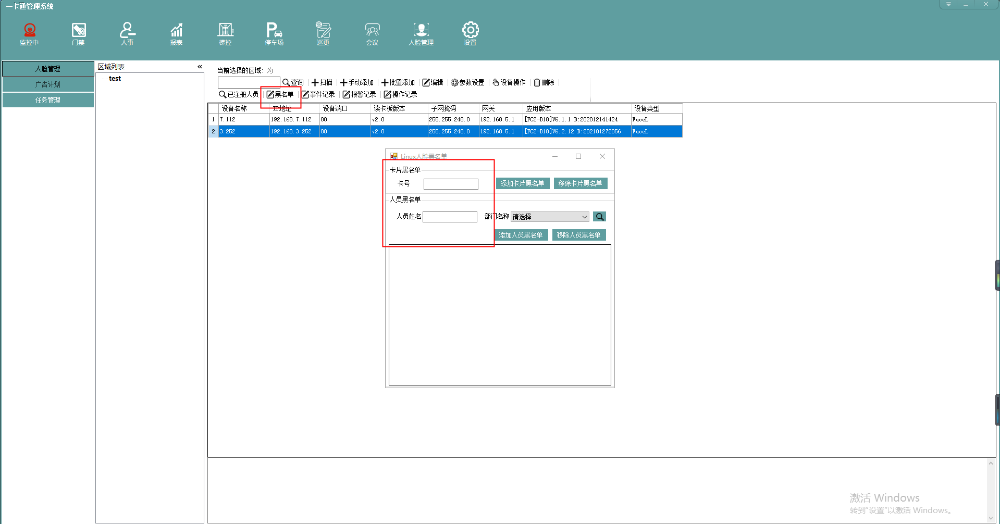 一卡通管理系统
监控中 门禁 人事 报表 梯控 停车场 巡更 会议 人脸管理 设置
人脸管理
广告计划
任务管理
区域列表 «
test
当前选择的区域: 为
查询 扫描 手动添加 批量添加 编辑 参数设置 设备操作 删除
已注册人员 黑名单 事件记录 报警记录 操作记录
设备名称 IP地址 设备端口 读卡板版本 子网掩码 网关 应用版本 设备类型
1 7.112 192.168.7.112 80 v2.0 255.255.248.0 192.168.5.1 [FC2-D18]V6.1.1 B:202012141424 FaceL
2 3.252 192.168.3.252 80 v2.0 255.255.248.0 192.168.5.1 [FC2-D18]V6.2.12 B:202101272056 FaceL
Linux人脸黑名单
卡片黑名单
卡号 添加卡片黑名单 移除卡片黑名单
人员黑名单
人员姓名 部门名称 请选择
添加人员黑名单 移除人员黑名单
激活 Windows
转到“设置”以激活 Windows。